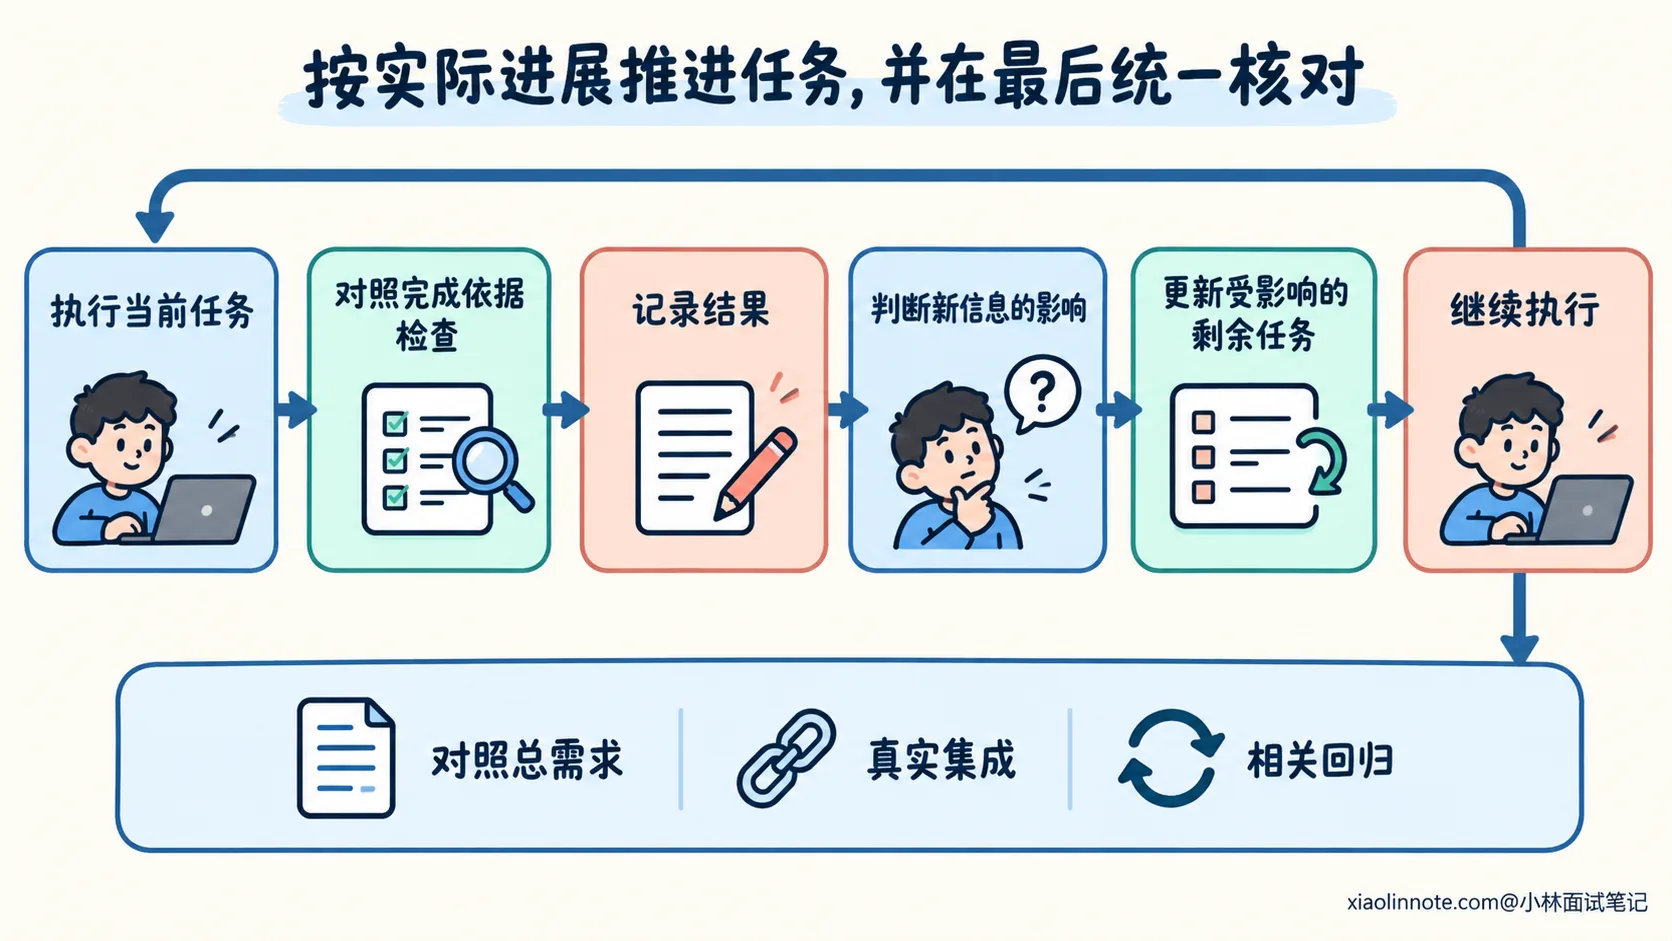 按实际进展推进任务,并在最后统一核对
执行当前任务
对照完成依据
检查
记录结果
判断新信息的影响
?
更新受影响的
剩余任务
继续执行
对照总需求
真实集成
相关回归
xiaolinnote.com@小林面试笔记